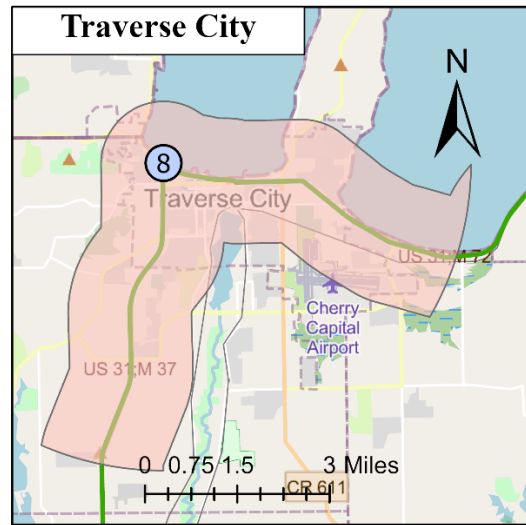 Traverse City
N
8
Traverse City
US 31;M 72
Cherry
Capital
Airport
US 31;M 37
0 0.75 1.5 3 Miles
CR 611